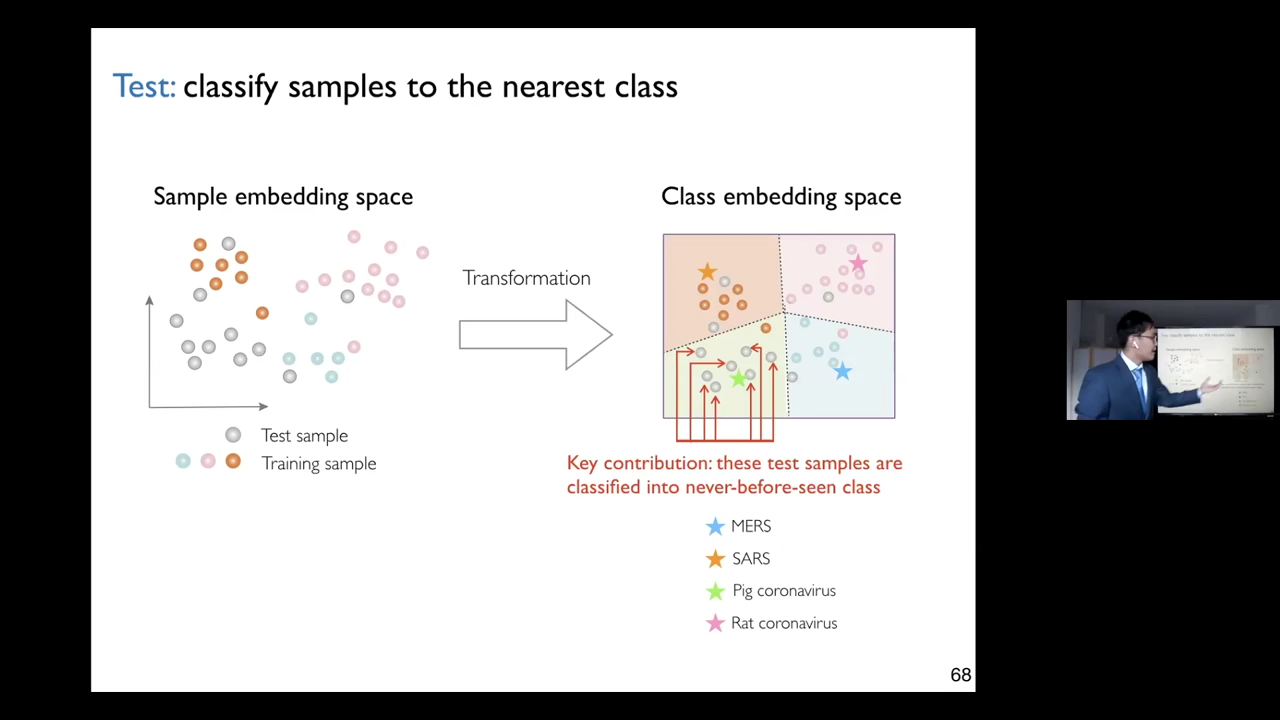 Test: classify samples to the nearest class
Sample embedding space
Class embedding space
Transformation
Test sample
Training sample
Key contribution: these test samples are
classified into never-before-seen class
MERS
SARS
Pig coronavirus
Rat coronavirus
68